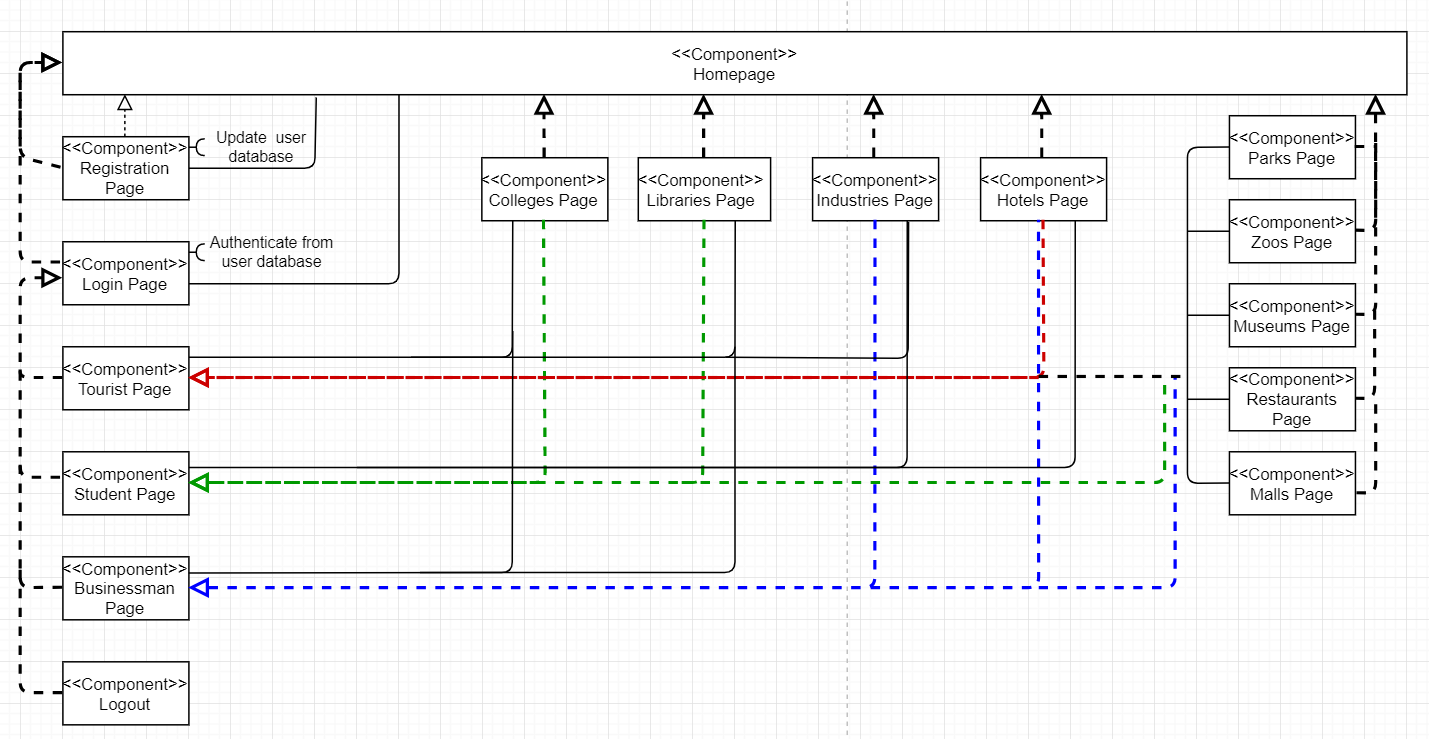 <<Component>>
Homepage
<<Component>>
Registration
Page
Update  user
database
<<Component>>
Login Page
Authenticate from
user database
<<Component>>
Tourist Page
<<Component>>
Student Page
<<Component>>
Businessman
Page
<<Component>>
Logout
<<Component>>
Colleges Page
<<Component>>
Libraries Page
<<Component>>
Industries Page
<<Component>>
Hotels Page
<<Component>>
Parks Page
<<Component>>
Zoos Page
<<Component>>
Museums Page
<<Component>>
Restaurants
Page
<<Component>>
Malls Page